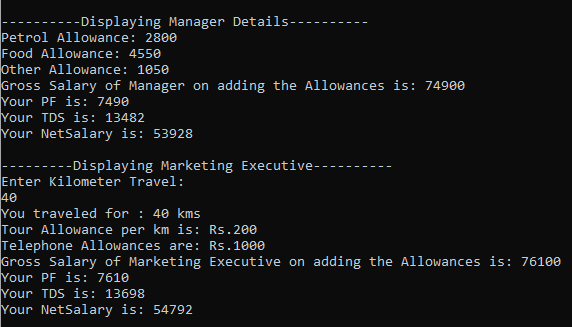 ----------Displaying Manager Details----------
Petrol Allowance: 2800
Food Allowance: 4550
Other Allowance: 1050
Gross Salary of Manager on adding the Allowances is: 74900
Your PF is: 7490
Your TDS is: 13482
Your NetSalary is: 53928
---------Displaying Marketing Executive----------
Enter Kilometer Travel:
40
You traveled for : 40 kms
Tour Allowance per km is: Rs.200
Telephone Allowances are: Rs.1000
Gross Salary of Marketing Executive on adding the Allowances is: 76100
Your PF is: 7610
Your TDS is: 13698
Your NetSalary is: 54792